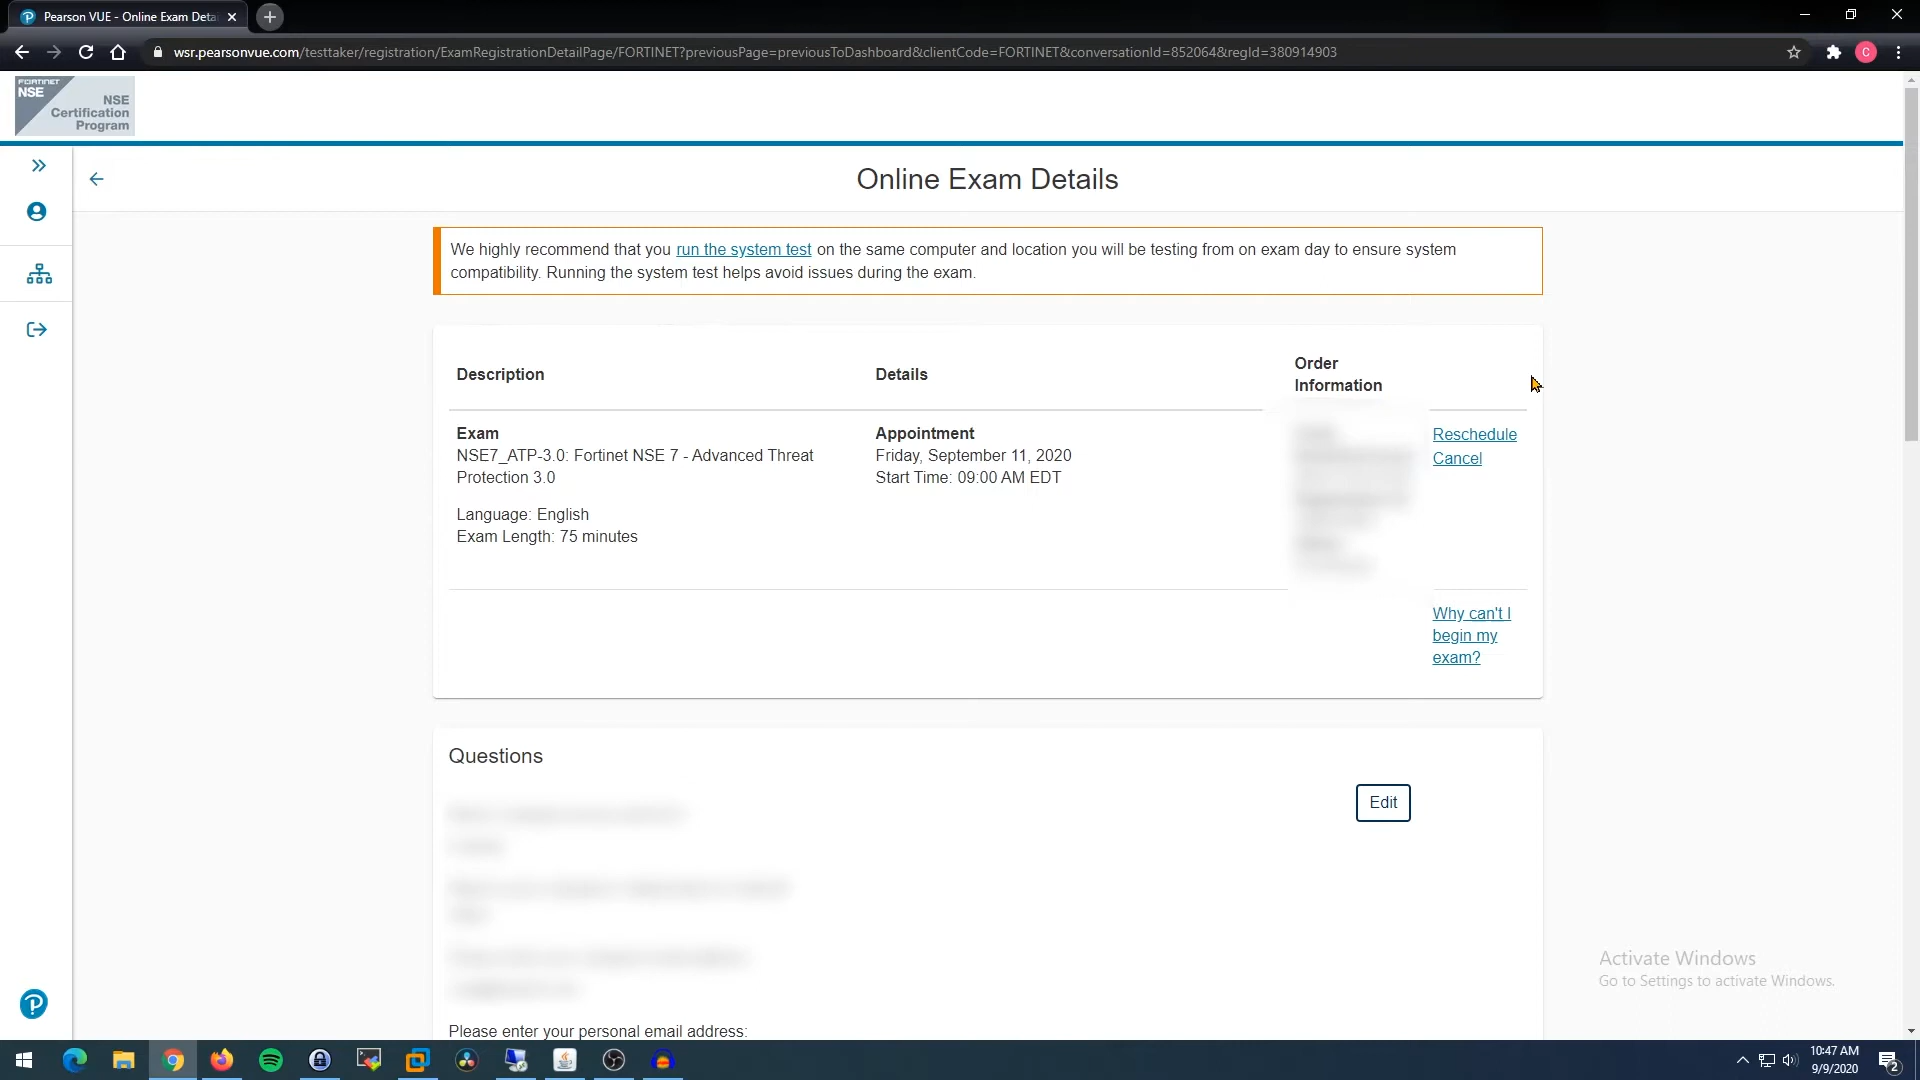 Pearson VUE - Online Exam Deta
wsr.pearsonvue.com/testtaker/registration/ExamRegistrationDetailPage/FORTINET?previousPage=previousToDashboard&clientCode=FORTINET&conversationId=852064&regId=380914903
C
FORTINET
NSE
NSE
Certification
Program
Online Exam Details
We highly recommend that you run the system test on the same computer and location you will be testing from on exam day to ensure system
compatibility. Running the system test helps avoid issues during the exam.
Description
Details
Order
Information
Exam
NSE7_ATP-3.0: Fortinet NSE 7 - Advanced Threat
Protection 3.0
Language: English
Exam Length: 75 minutes
Appointment
Friday, September 11, 2020
Start Time: 09:00 AM EDT
Reschedule
Cancel
Why can't I
begin my
exam?
Questions
Edit
Please enter your personal email address:
Activate Windows
Go to Settings to activate Windows.
10:47 AM
9/9/2020
2